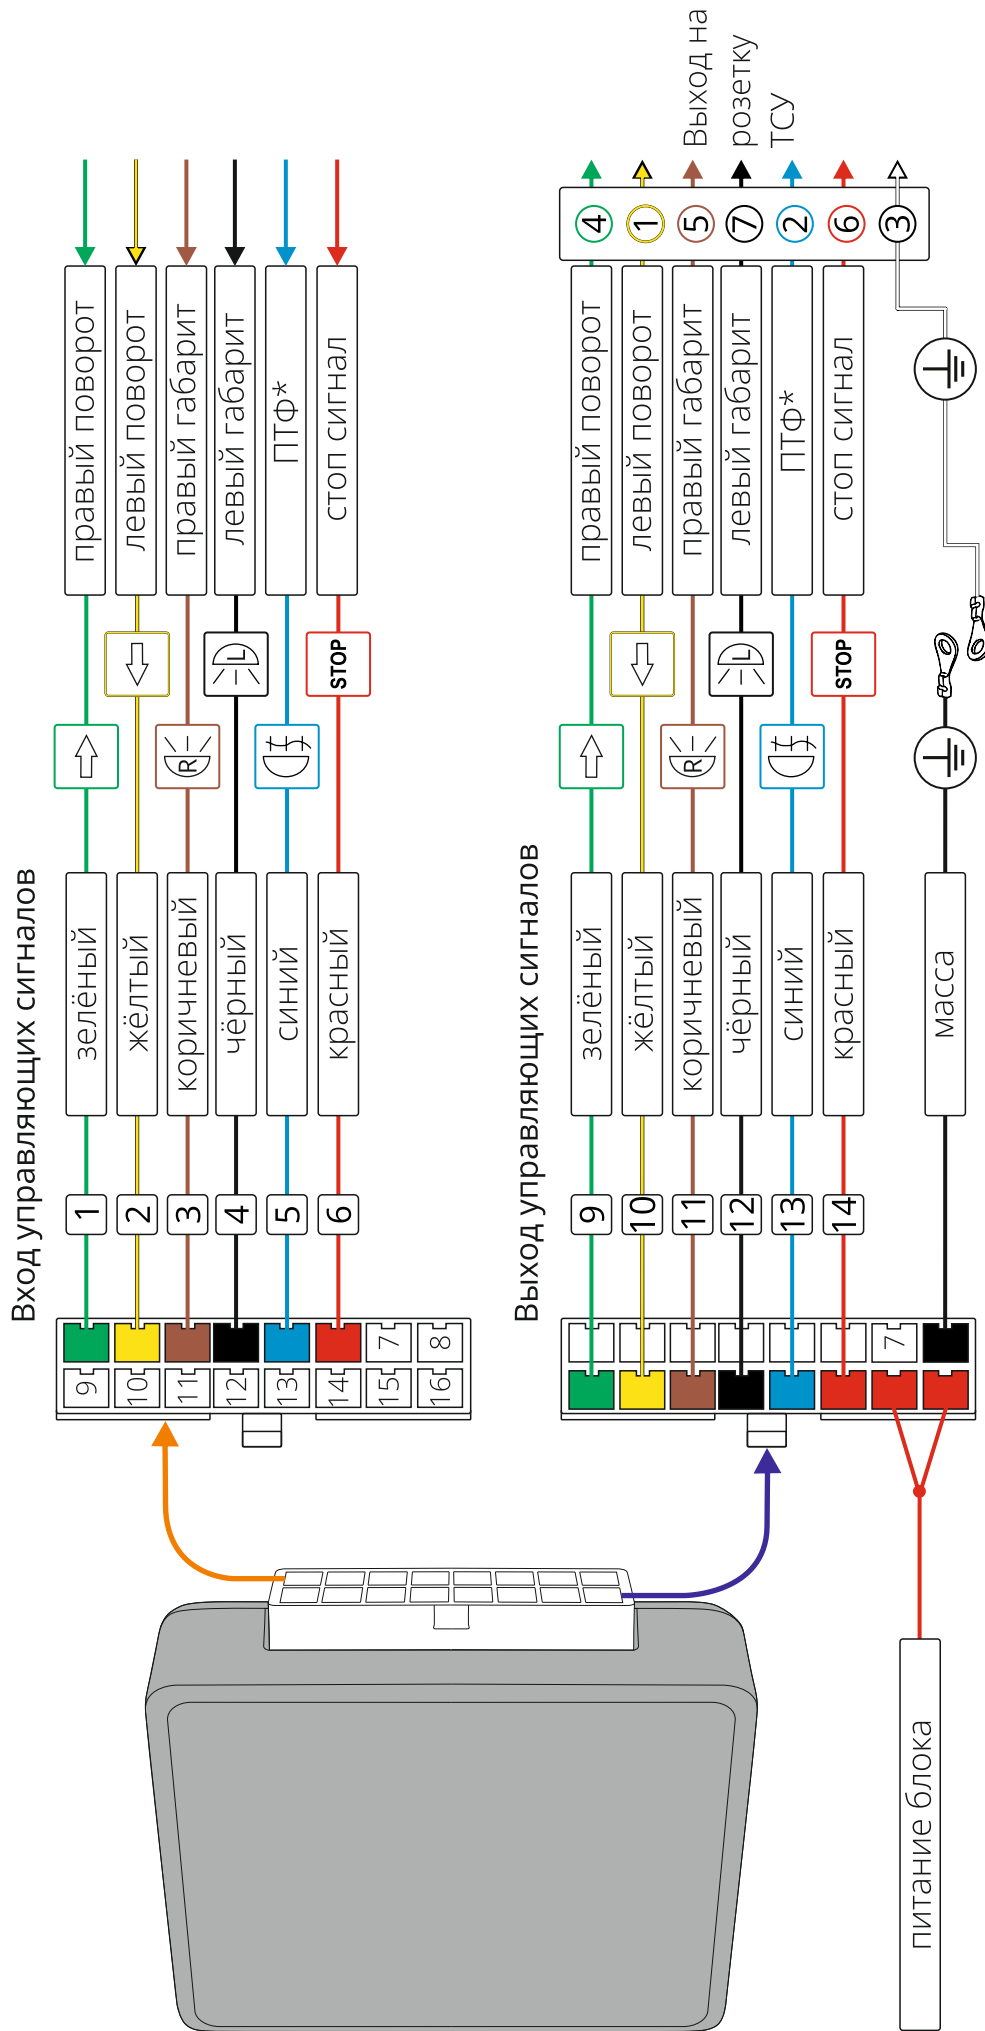 Вход управляющих сигналов
9 1 зелёный правый поворот
10 2 жёлтый левый поворот
11 3 коричневый R правый габарит
12 4 чёрный L левый габарит
13 5 синий ПТФ*
14 6 красный STOP стоп сигнал
15 7
16 8
Выход управляющих сигналов
9 зелёный правый поворот 4
10 жёлтый левый поворот 1
11 коричневый R правый габарит 5
12 чёрный L левый габарит 7
13 синий ПТФ* 2
14 красный STOP стоп сигнал 6
7
3
Выход на
розетку
ТСУ
питание блока
масса